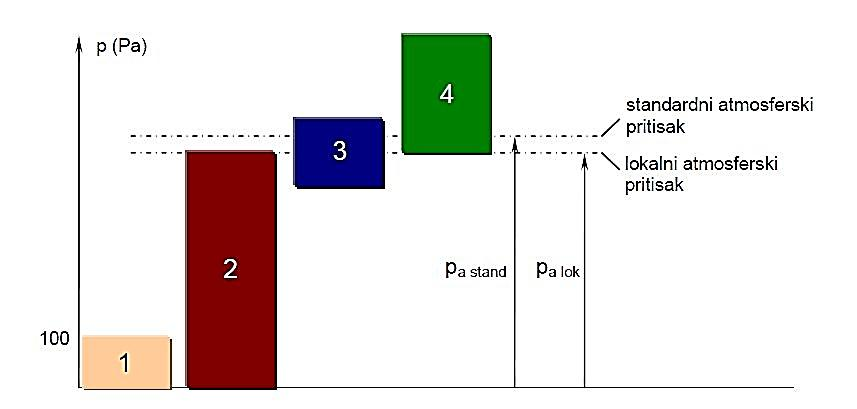 p (Pa)
4
standardni atmosferski
pritisak
3
lokalni atmosferski
pritisak
2
pa stand
pa lok
100
1